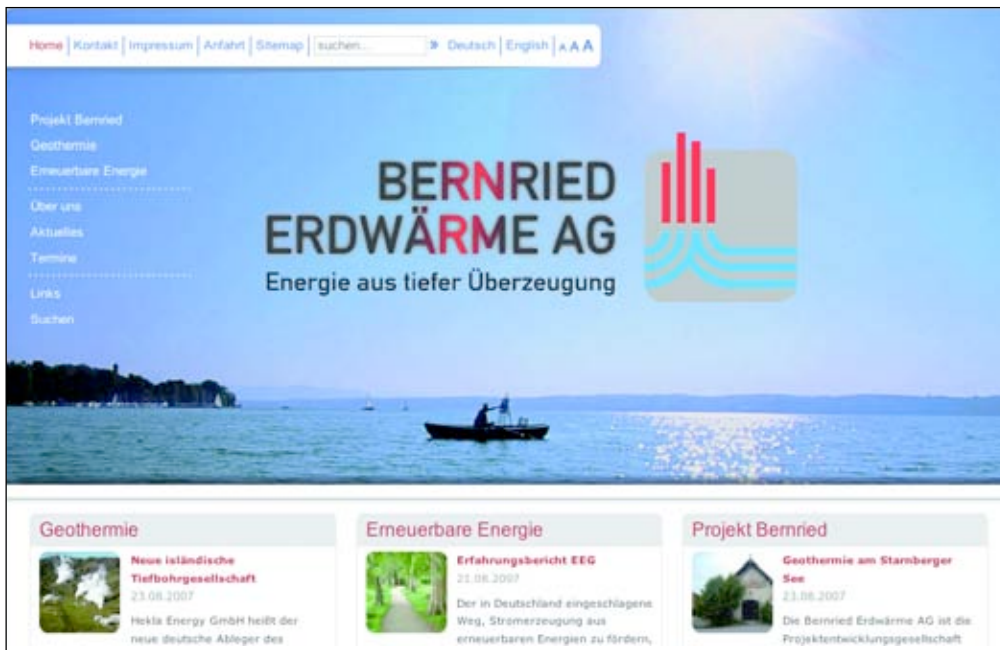 Home | Kontakt | Impressum | Anfahrt | Sitemap | suchen... » Deutsch | English | A A A
Projekt Bernried
Geothermie
Erneuerbare Energie
Über uns
Aktuelles
Termine
Links
Suchen
BERNRIED
ERDWÄRME AG
Energie aus tiefer Überzeugung
Geothermie
Neue isländische
Tiefbohrgesellschaft
23.08.2007
Hekla Energy GmbH heißt der
neue deutsche Ableger des
Erneuerbare Energie
Erfahrungsbericht EEG
21.08.2007
Der in Deutschland eingeschlagene
Weg, Stromerzeugung aus
erneuerbaren Energien zu fördern,
Projekt Bernried
Geothermie am Starnberger
See
23.08.2007
Die Bernried Erdwärme AG ist die
Projektentwicklungsgesellschaft